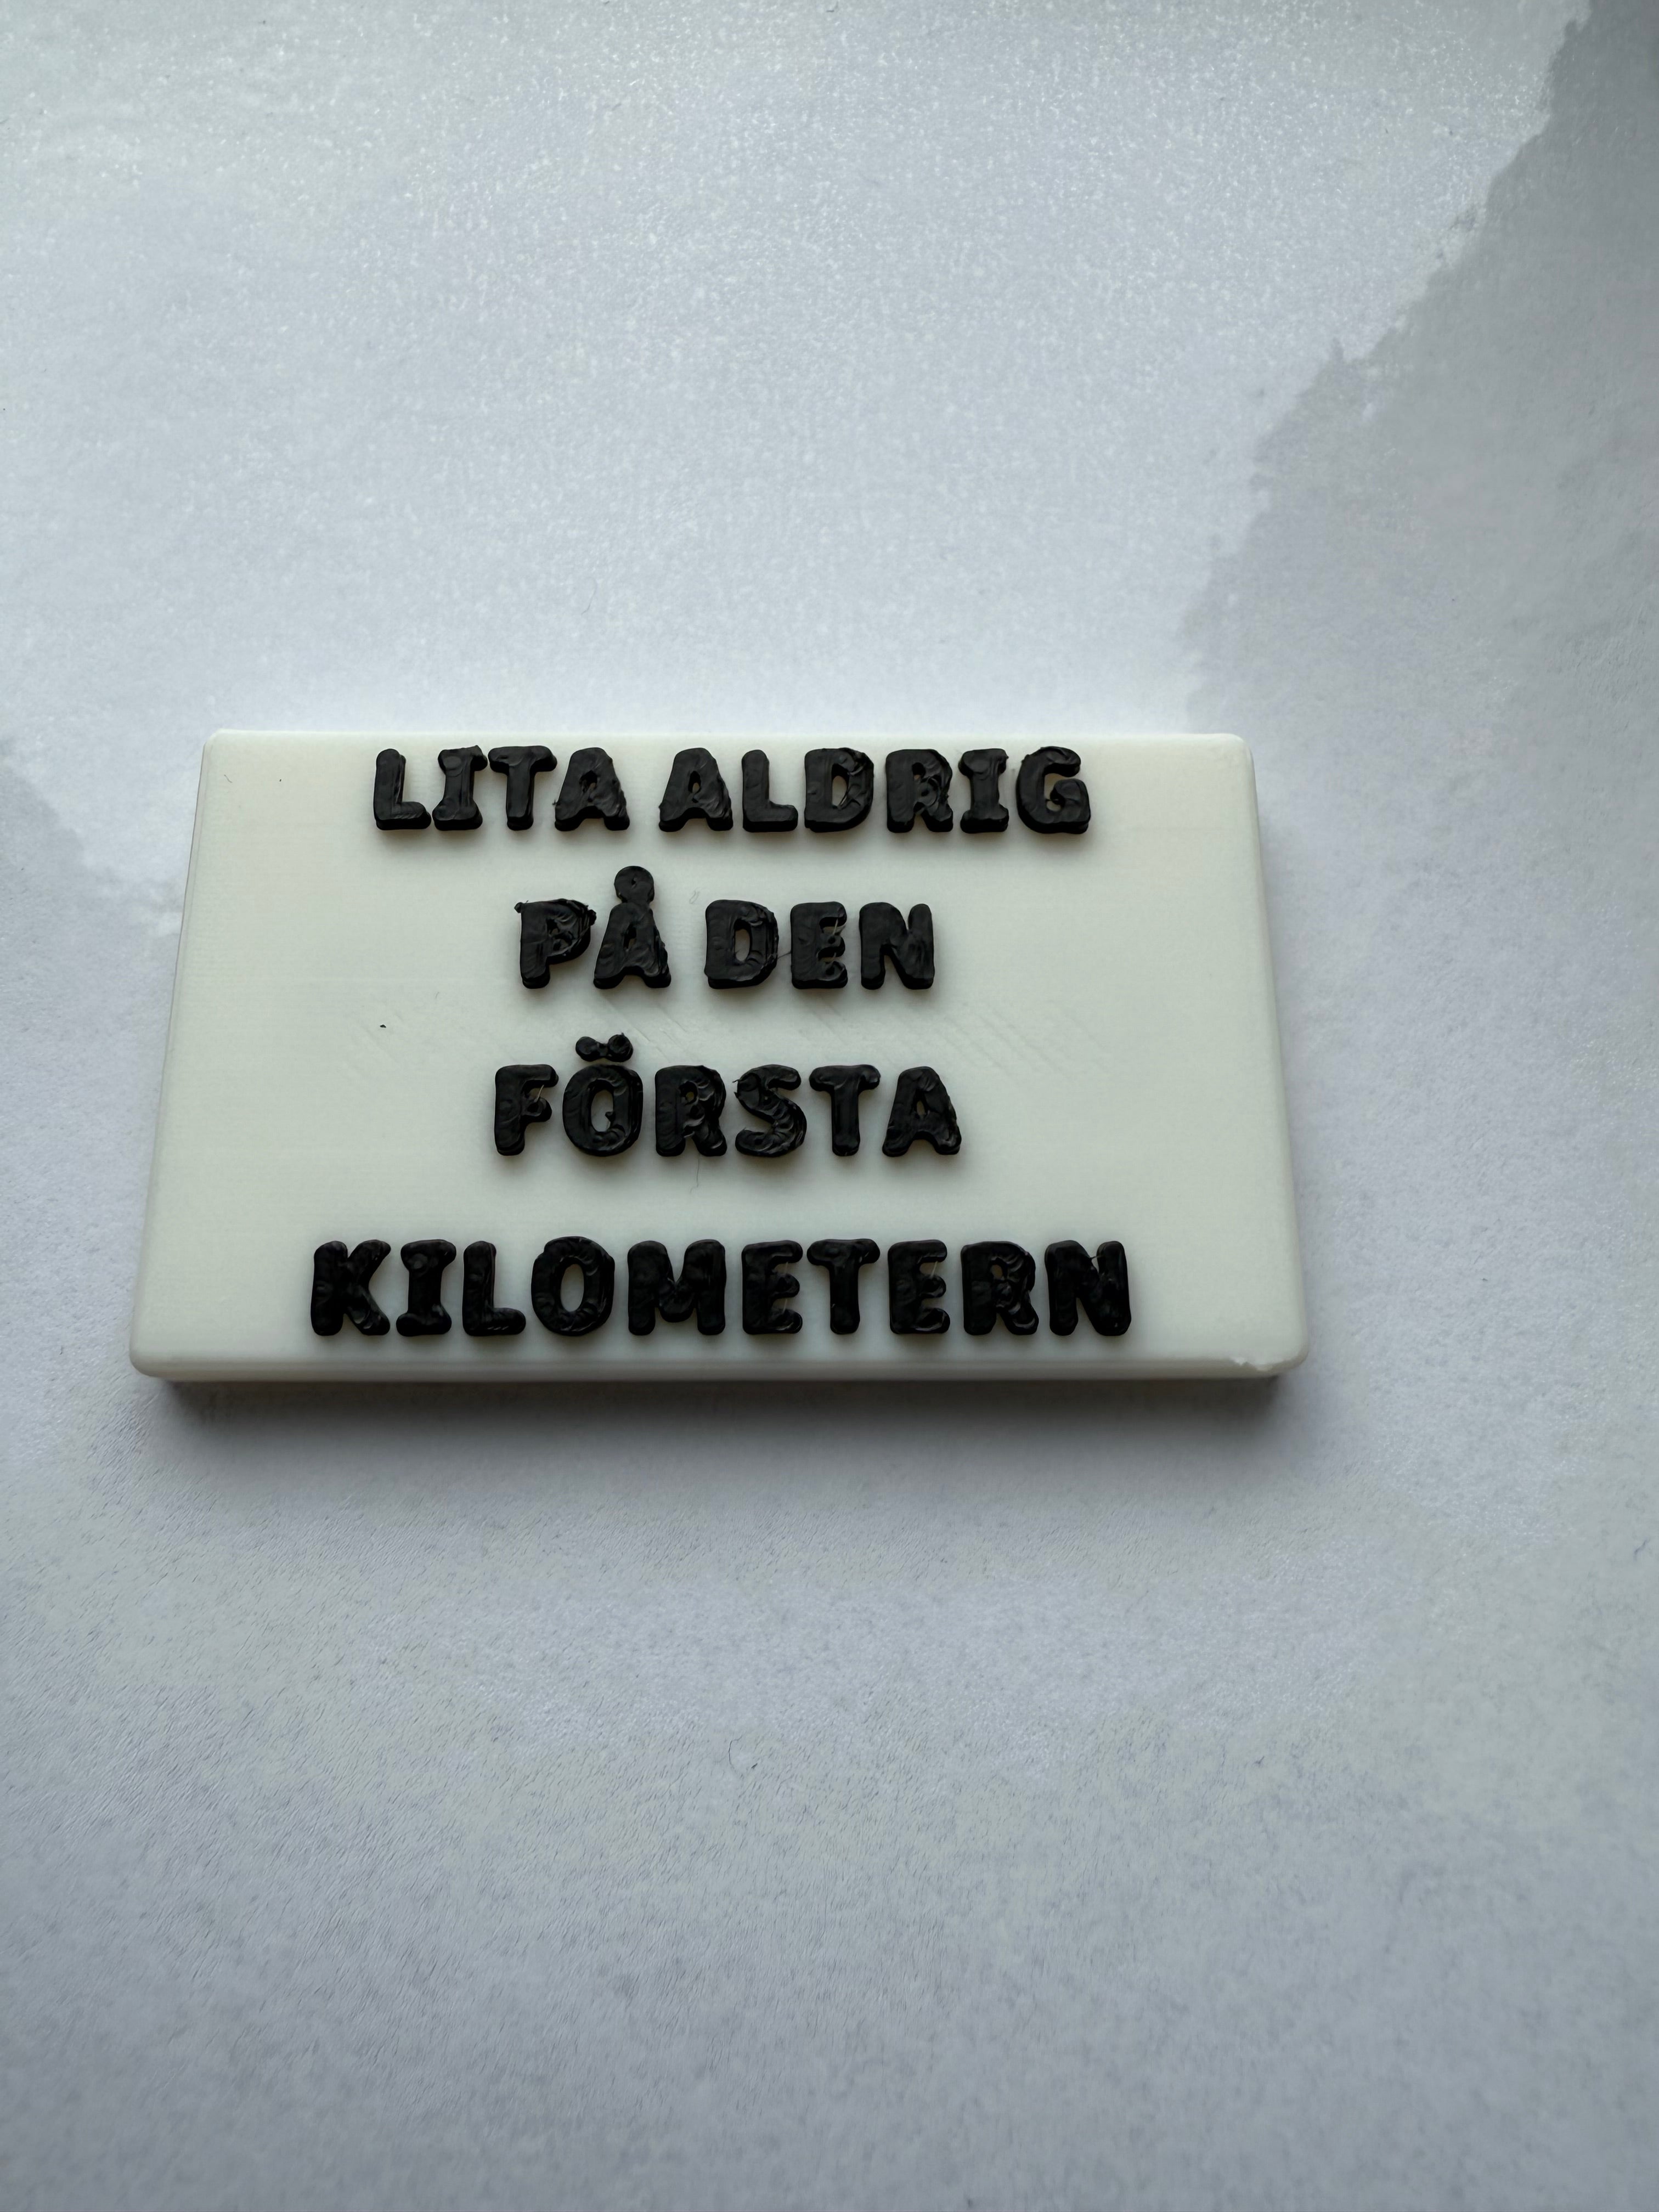 LITA ALDRIG
PÅ DEN
FÖRSTA
KILOMETERN